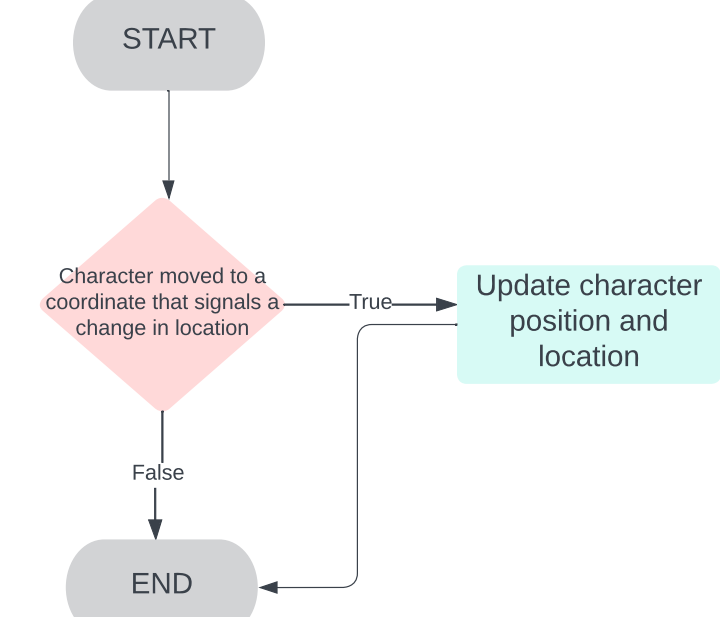 START
Character moved to a
coordinate that signals a
change in location
True
Update character
position and
location
False
END